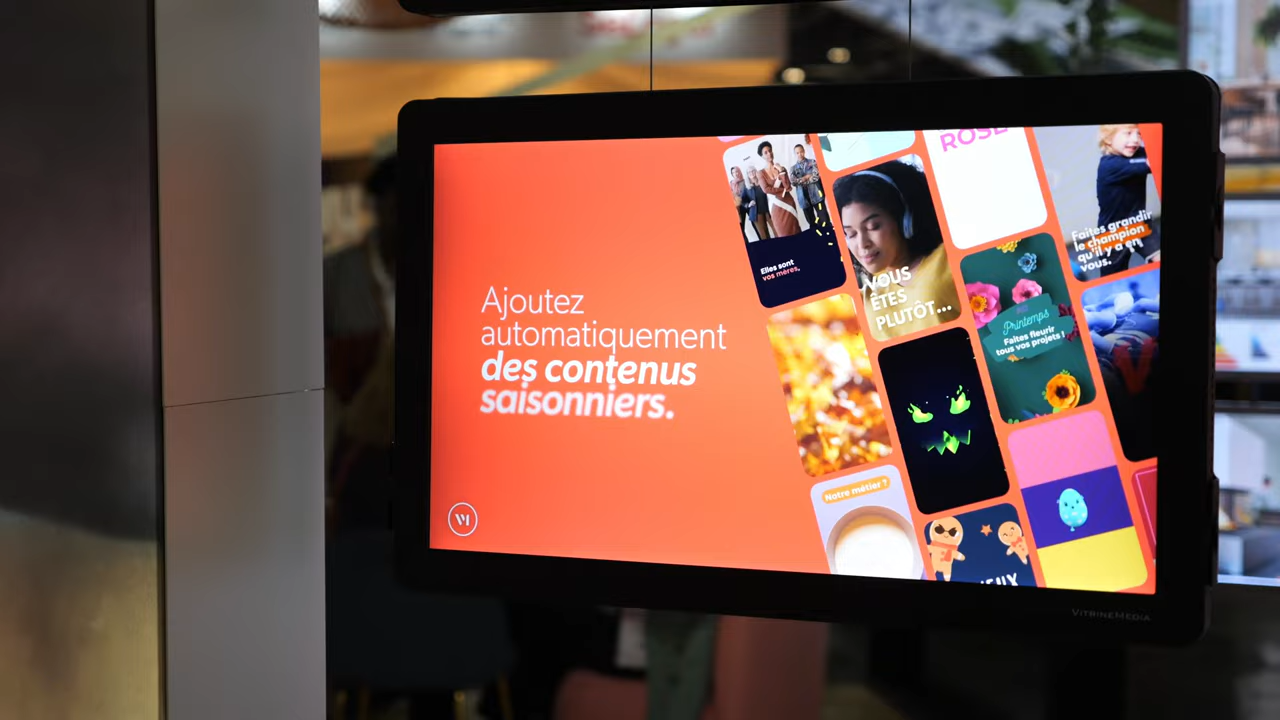 Ajoutez
automatiquement
des contenus
saisonniers.
VM
Elles sont
vos mères.
VOUS
ÊTES
PLUTÔT...
ROSE
Faites grandir
le champion
qu'il y a en
vous.
Printemps
Faites fleurir
tous vos projets !
Notre métier ?
VITRINEMEDIA